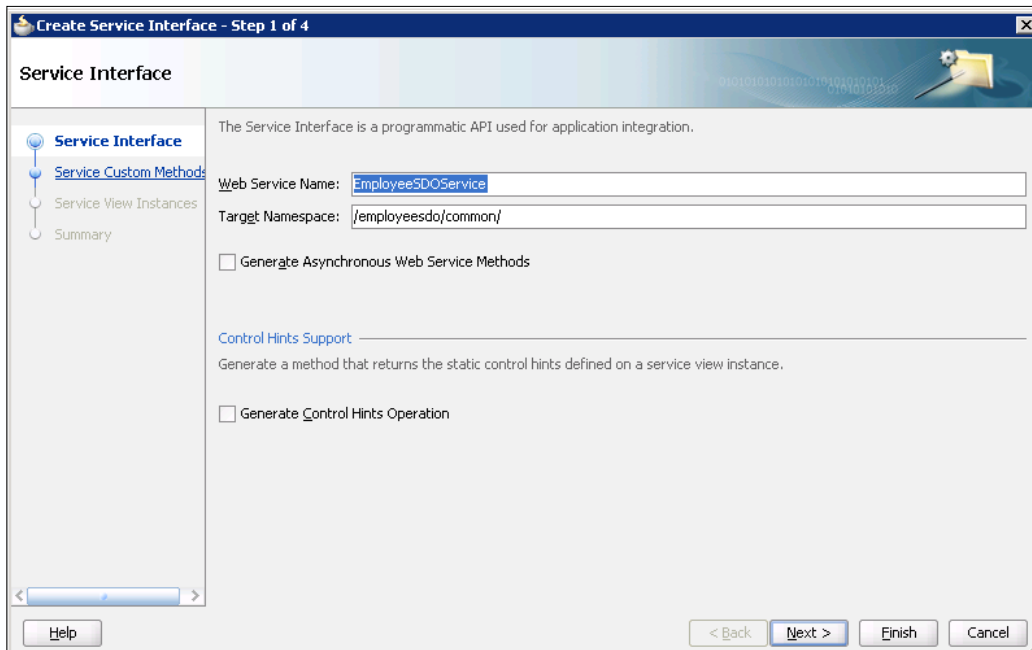 Create Service Interface - Step 1 of 4
Service Interface
010101010101010101010101
01010101010
Service Interface
Service Custom Methods
Service View Instances
Summary
The Service Interface is a programmatic API used for application integration.
Web Service Name: EmployeeSDOService
Target Namespace: /employeesdo/common/
Generate Asynchronous Web Service Methods
Control Hints Support
Generate a method that returns the static control hints defined on a service view instance.
Generate Control Hints Operation
Help
< Back
Next >
Finish
Cancel